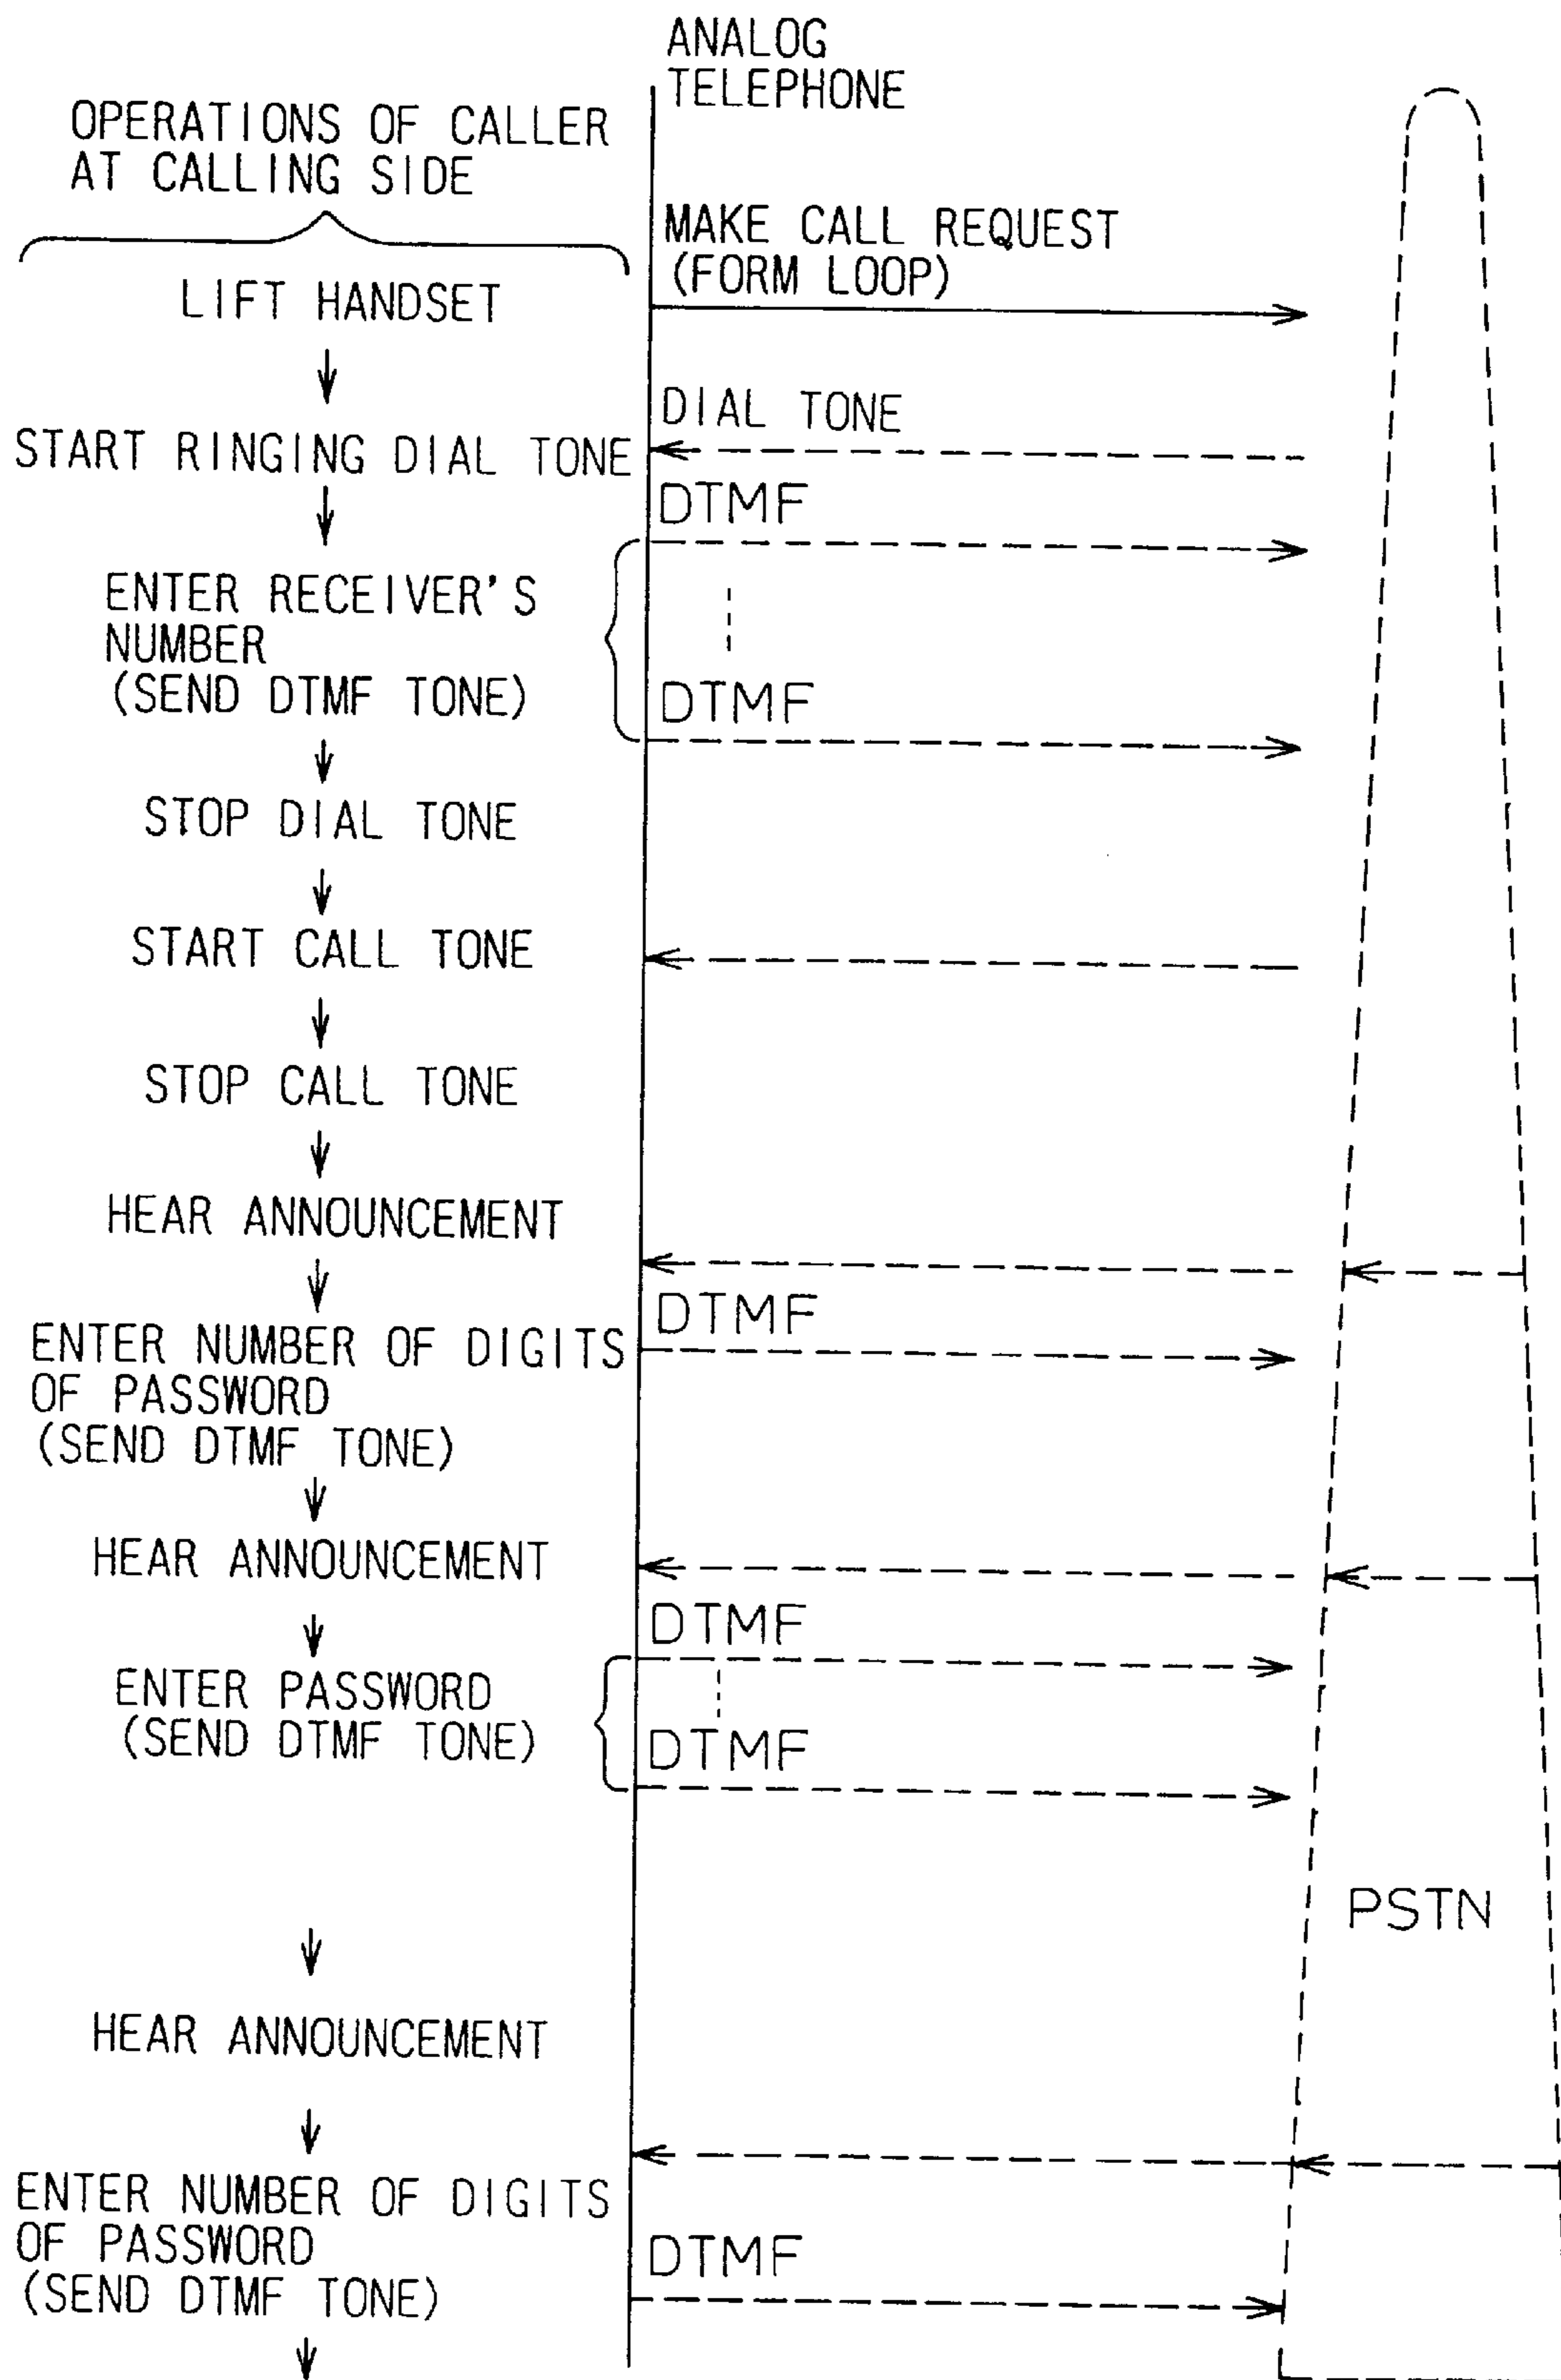 ANALOG
TELEPHONE
OPERATIONS OF CALLER
AT CALLING SIDE
MAKE CALL REQUEST
(FORM LOOP)
LIFT HANDSET
DIAL TONE
START RINGING DIAL TONE
DTMF
ENTER RECEIVER'S
NUMBER
(SEND DTMF TONE)
DTMF
STOP DIAL TONE
START CALL TONE
STOP CALL TONE
HEAR ANNOUNCEMENT
DTMF
ENTER NUMBER OF DIGITS
OF PASSWORD
(SEND DTMF TONE)
HEAR ANNOUNCEMENT
DTMF
ENTER PASSWORD
(SEND DTMF TONE)
DTMF
PSTN
HEAR ANNOUNCEMENT
ENTER NUMBER OF DIGITS
OF PASSWORD
(SEND DTMF TONE)
DTMF